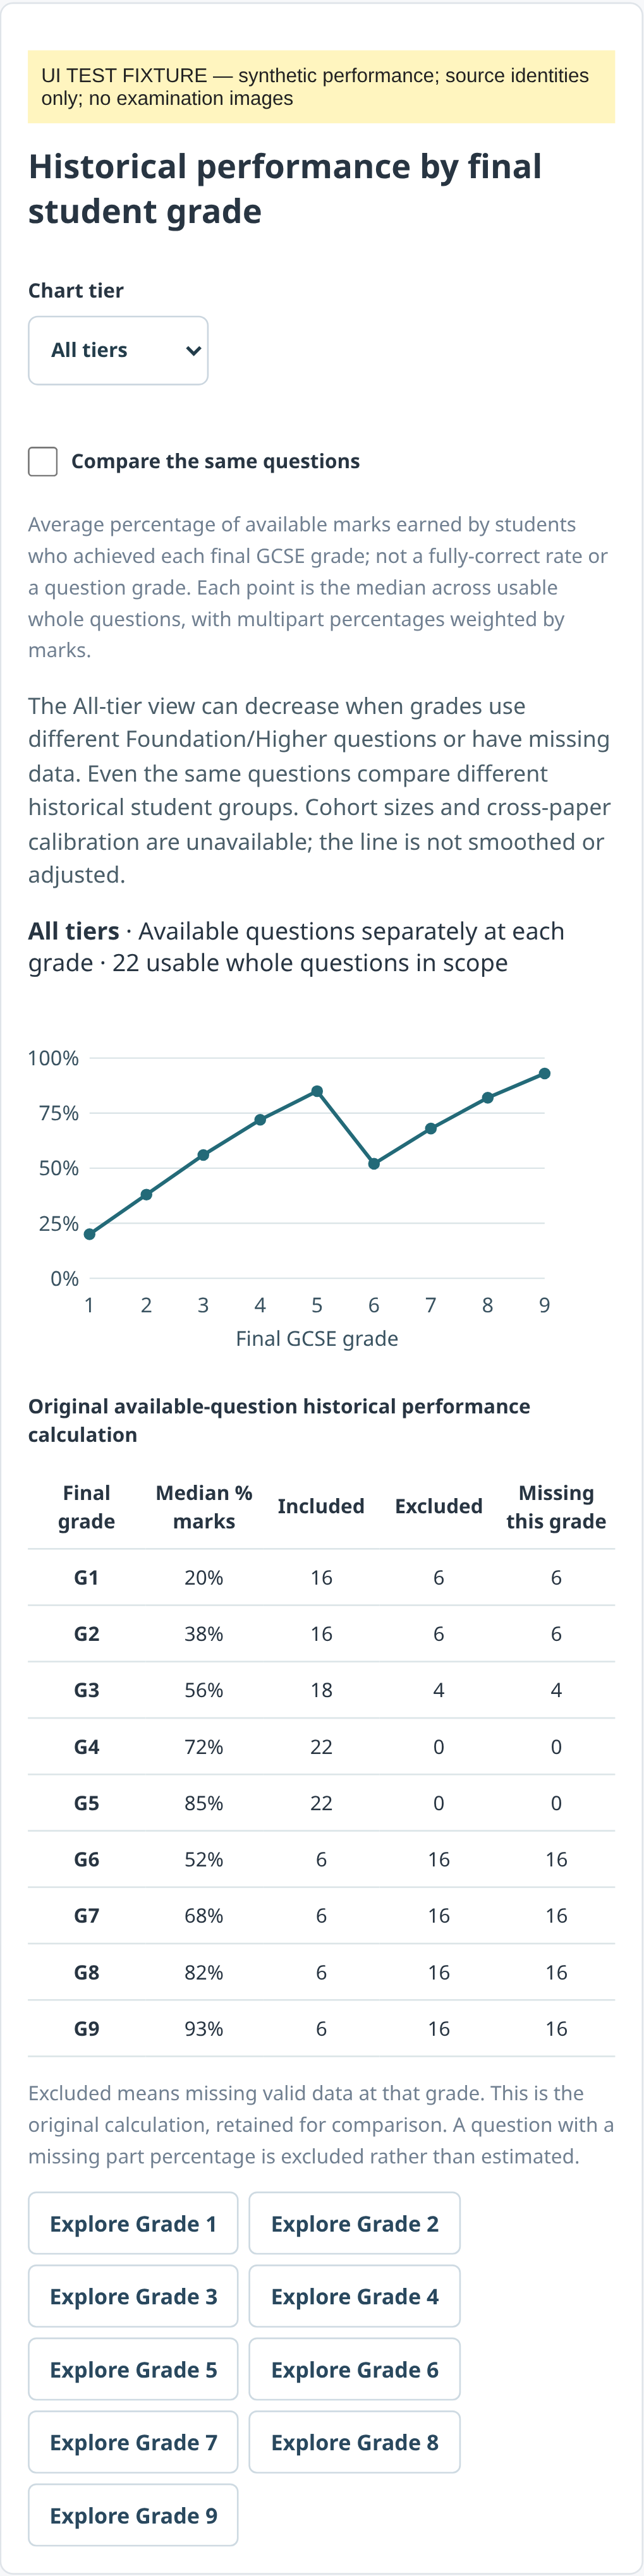 UI TEST FIXTURE — synthetic performance; source identities
only; no examination images
Historical performance by final
student grade
Chart tier
All tiers
Compare the same questions
Average percentage of available marks earned by students
who achieved each final GCSE grade; not a fully-correct rate or
a question grade. Each point is the median across usable
whole questions, with multipart percentages weighted by
marks.
The All-tier view can decrease when grades use
different Foundation/Higher questions or have missing
data. Even the same questions compare different
historical student groups. Cohort sizes and cross-paper
calibration are unavailable; the line is not smoothed or
adjusted.
All tiers · Available questions separately at each
grade · 22 usable whole questions in scope
100%
75%
50%
25%
0%
1 2 3 4 5 6 7 8 9
Final GCSE grade
Original available-question historical performance
calculation
Final grade Median % marks Included Excluded Missing this grade
G1 20% 16 6 6
G2 38% 16 6 6
G3 56% 18 4 4
G4 72% 22 0 0
G5 85% 22 0 0
G6 52% 6 16 16
G7 68% 6 16 16
G8 82% 6 16 16
G9 93% 6 16 16
Excluded means missing valid data at that grade. This is the
original calculation, retained for comparison. A question with a
missing part percentage is excluded rather than estimated.
Explore Grade 1 Explore Grade 2
Explore Grade 3 Explore Grade 4
Explore Grade 5 Explore Grade 6
Explore Grade 7 Explore Grade 8
Explore Grade 9